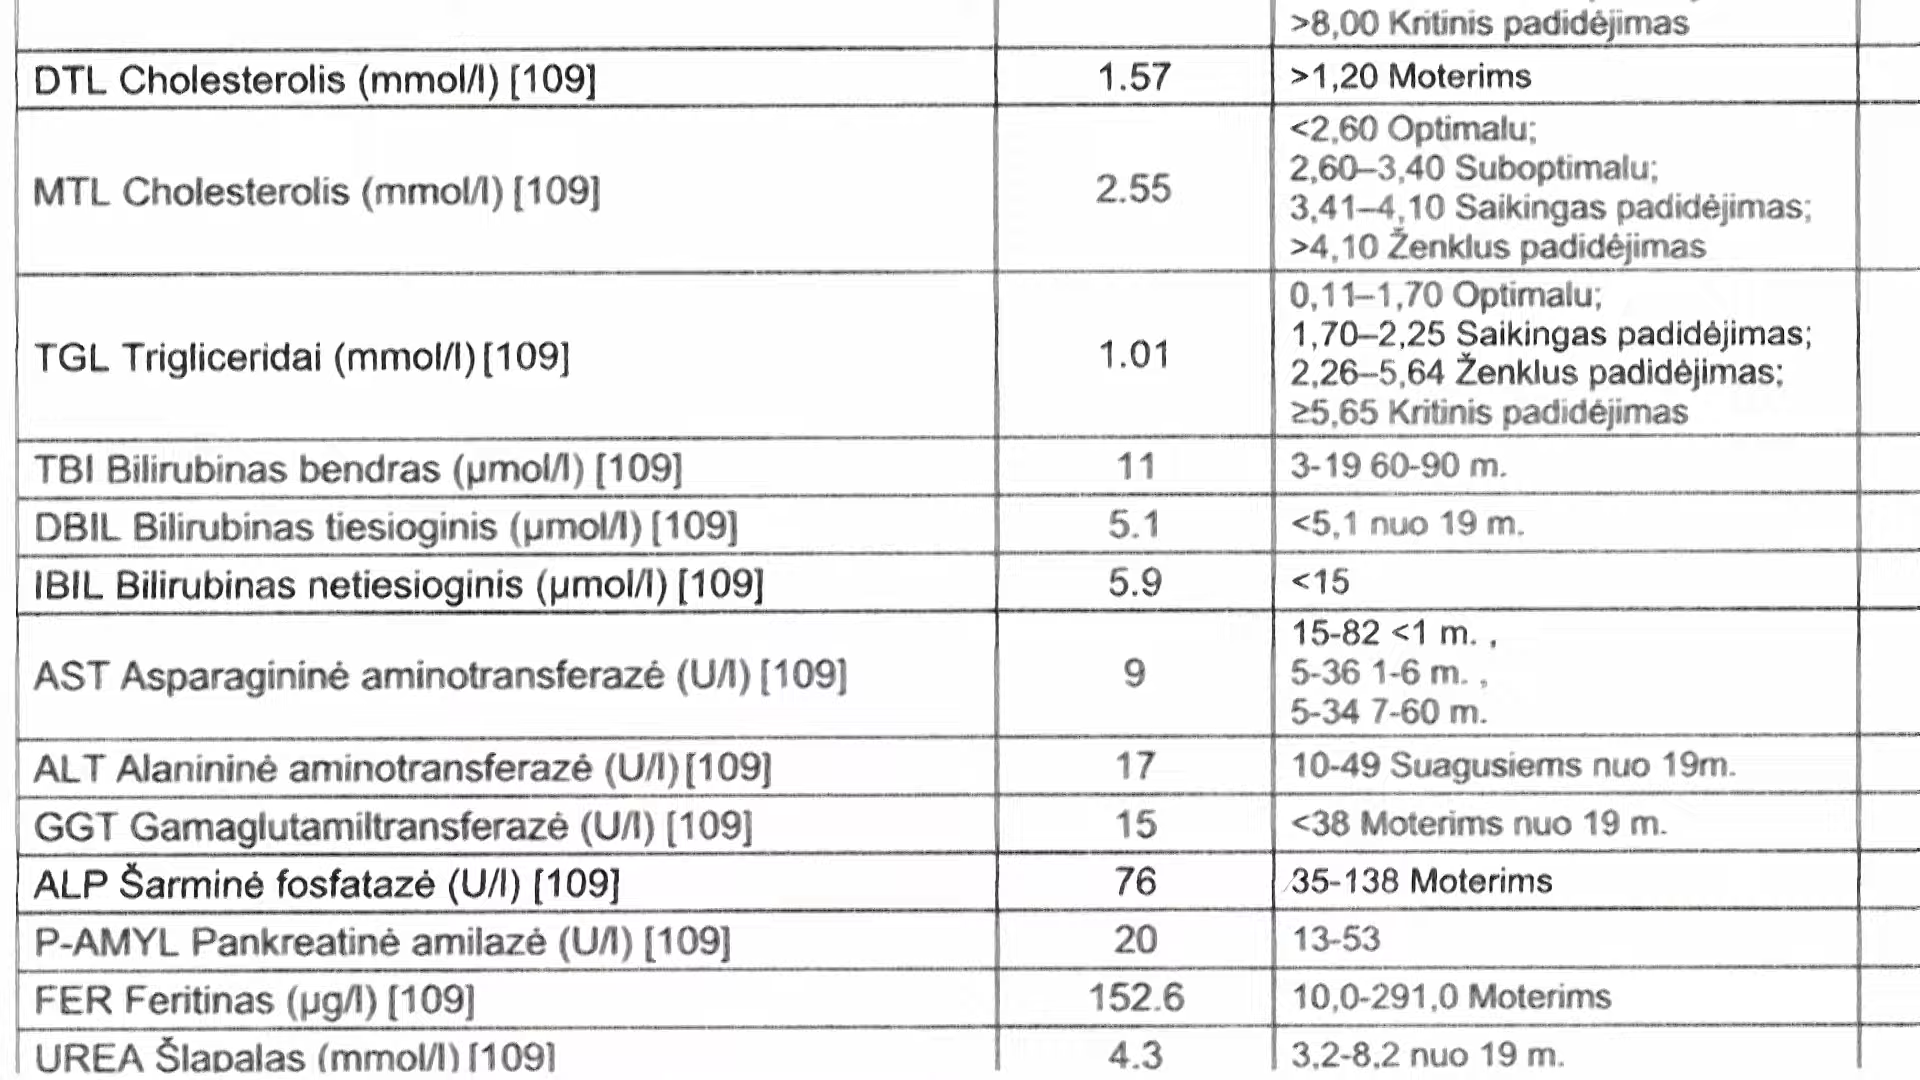 >8,00 Kritinis padidėjimas
DTL Cholesterolis (mmol/l) [109] 1.57 >1,20 Moterims
<2,60 Optimalu;
2,60–3,40 Suboptimalu;
MTL Cholesterolis (mmol/l) [109] 2.55
3,41–4,10 Saikingas padidėjimas;
>4,10 Ženklus padidėjimas
0,11–1,70 Optimalu;
1,70–2,25 Saikingas padidėjimas;
TGL Trigliceridai (mmol/l) [109] 1.01
2,26–5,64 Ženklus padidėjimas;
≥5,65 Kritinis padidėjimas
TBI Bilirubinas bendras (µmol/l) [109] 11 3-19 60-90 m.
DBIL Bilirubinas tiesioginis (µmol/l) [109] 5.1 <5,1 nuo 19 m.
IBIL Bilirubinas netiesioginis (µmol/l) [109] 5.9 <15
15-82 <1 m. ,
AST Asparagininė aminotransferazė (U/l) [109] 9 5-36 1-6 m. ,
5-34 7-60 m.
ALT Alanininė aminotransferazė (U/l) [109] 17 10-49 Suagusiems nuo 19m.
GGT Gamaglutamiltransferazė (U/l) [109] 15 <38 Moterims nuo 19 m.
ALP Šarminė fosfatazė (U/l) [109] 76 35-138 Moterims
P-AMYL Pankreatinė amilazė (U/l) [109] 20 13-53
FER Feritinas (µg/l) [109] 152.6 10,0-291,0 Moterims
UREA Šlapalas (mmol/l) [109] 4.3 3,2-8,2 nuo 19 m.